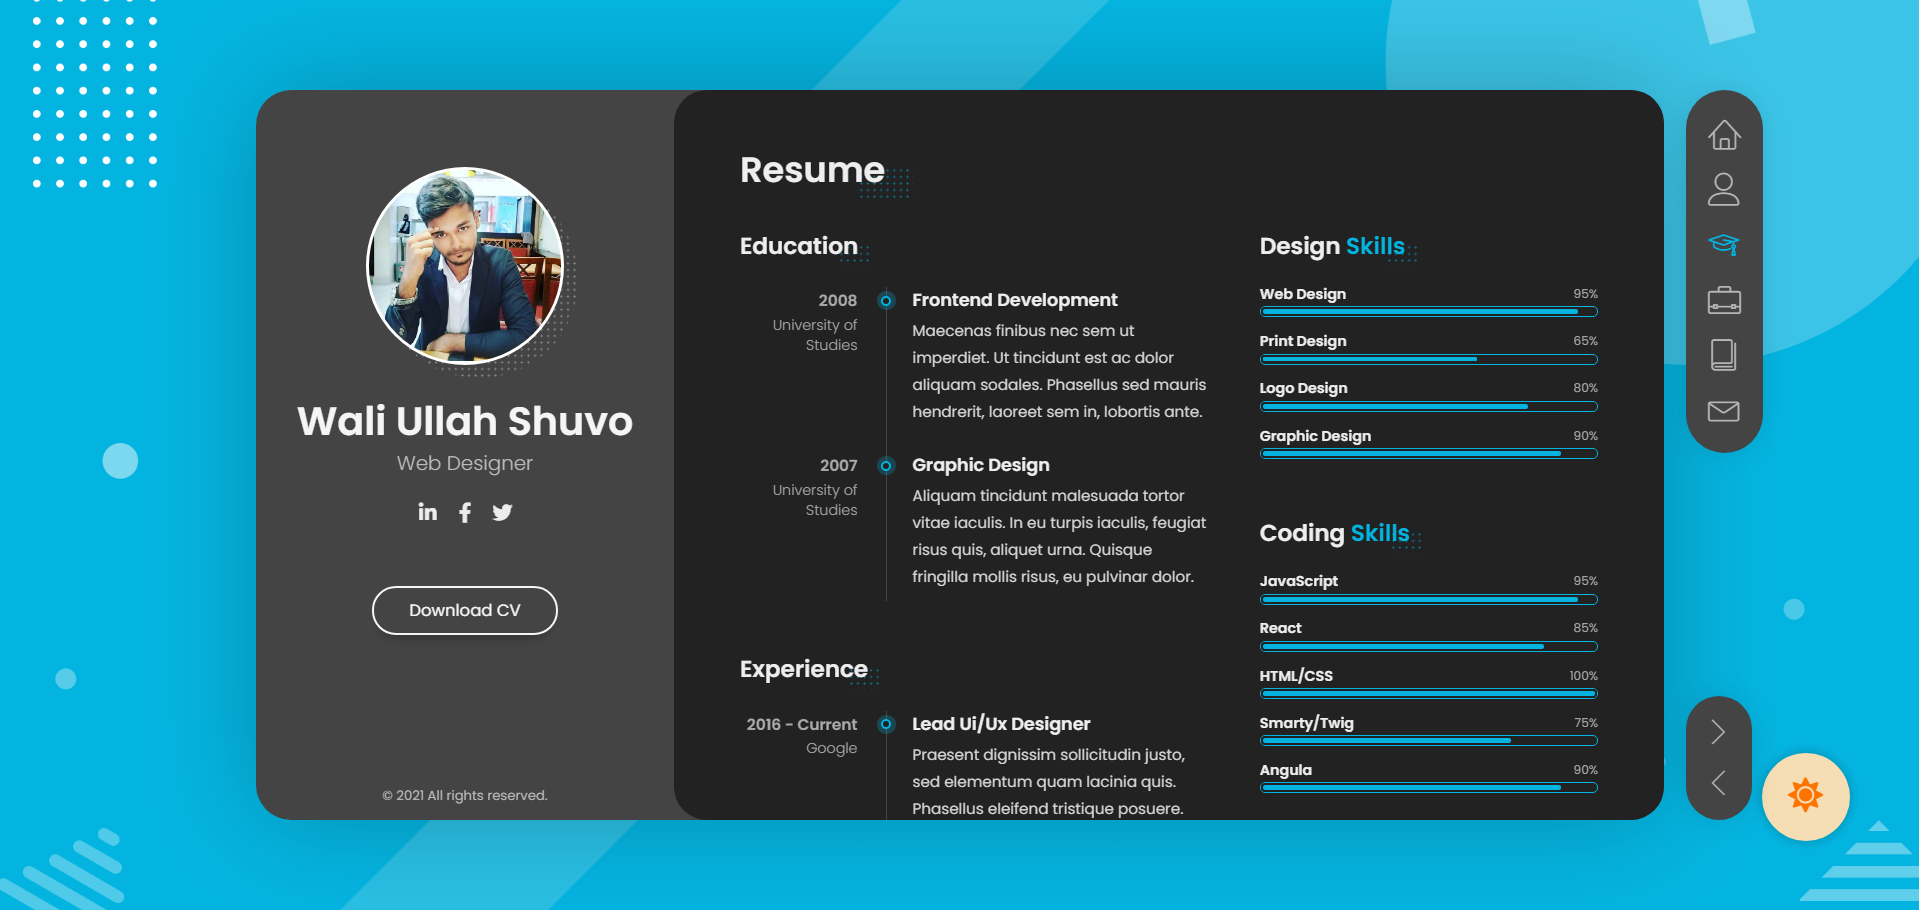 Wali Ullah Shuvo
Web Designer
Download CV
© 2021 All rights reserved.
Resume
Education
2008
University of
Studies
Frontend Development
Maecenas finibus nec sem ut
imperdiet. Ut tincidunt est ac dolor
aliquam sodales. Phasellus sed mauris
hendrerit, laoreet sem in, lobortis ante.
2007
University of
Studies
Graphic Design
Aliquam tincidunt malesuada tortor
vitae iaculis. In eu turpis iaculis, feugiat
risus quis, aliquet urna. Quisque
fringilla mollis risus, eu pulvinar dolor.
Experience
2016 - Current
Google
Lead Ui/Ux Designer
Praesent dignissim sollicitudin justo,
sed elementum quam lacinia quis.
Phasellus eleifend tristique posuere.
Design Skills
Web Design 95%
Print Design 65%
Logo Design 80%
Graphic Design 90%
Coding Skills
JavaScript 95%
React 85%
HTML/CSS 100%
Smarty/Twig 75%
Angula 90%